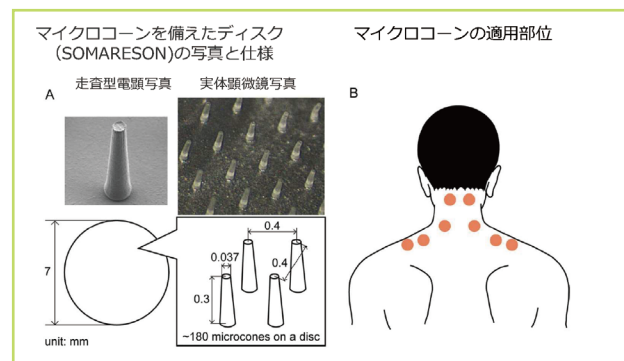 マイクロコーンを備えたディスク
(SOMARESON)の写真と仕様
マイクロコーンの適用部位
走査型電顕写真
実体顕微鏡写真
A
B
0.4
0.037
0.4
7
0.3
unit: mm
~180 microcones on a disc